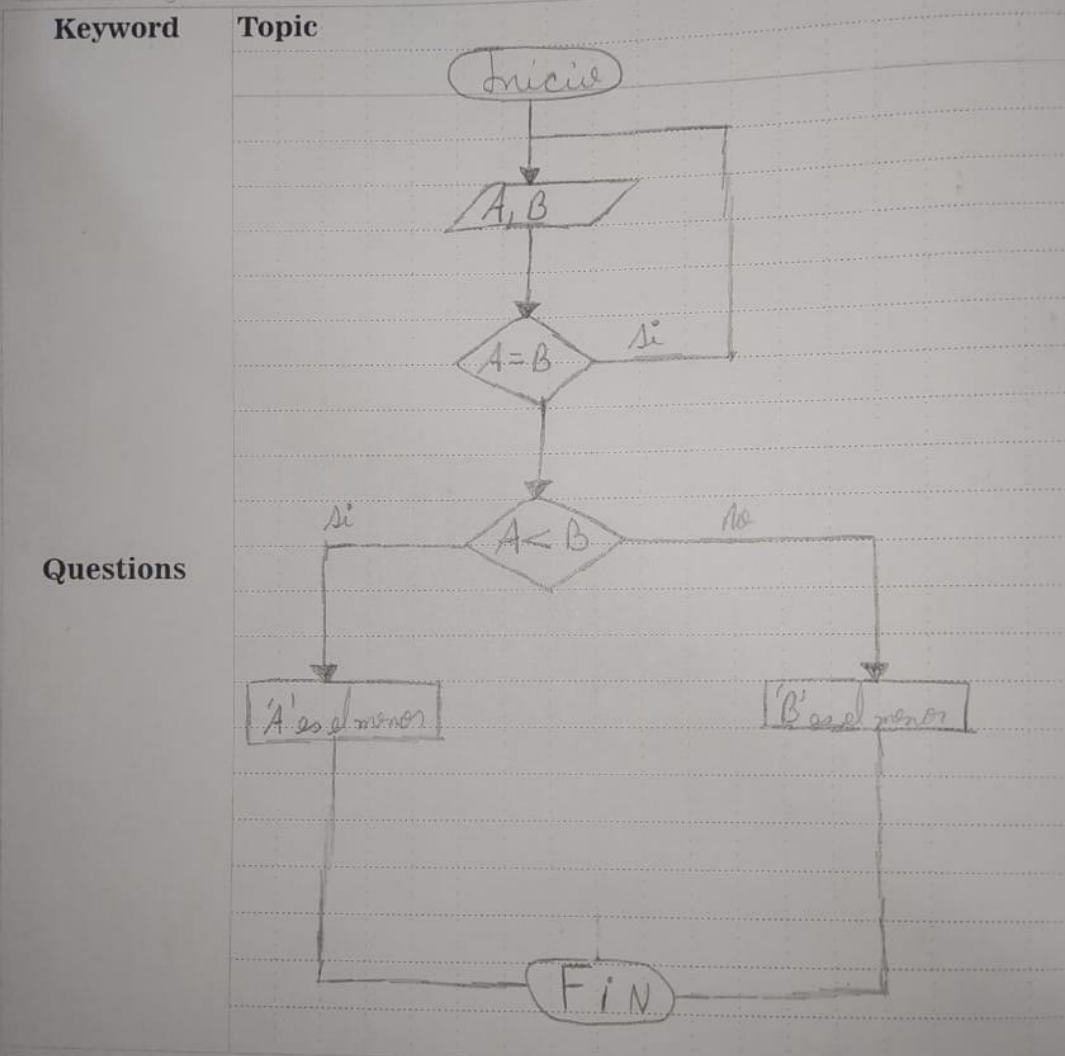 Keyword
Topic
Inicio
A, B
A=B
si
A< B
si
no
Questions
'A' es el menor
'B' es el menor
FiN